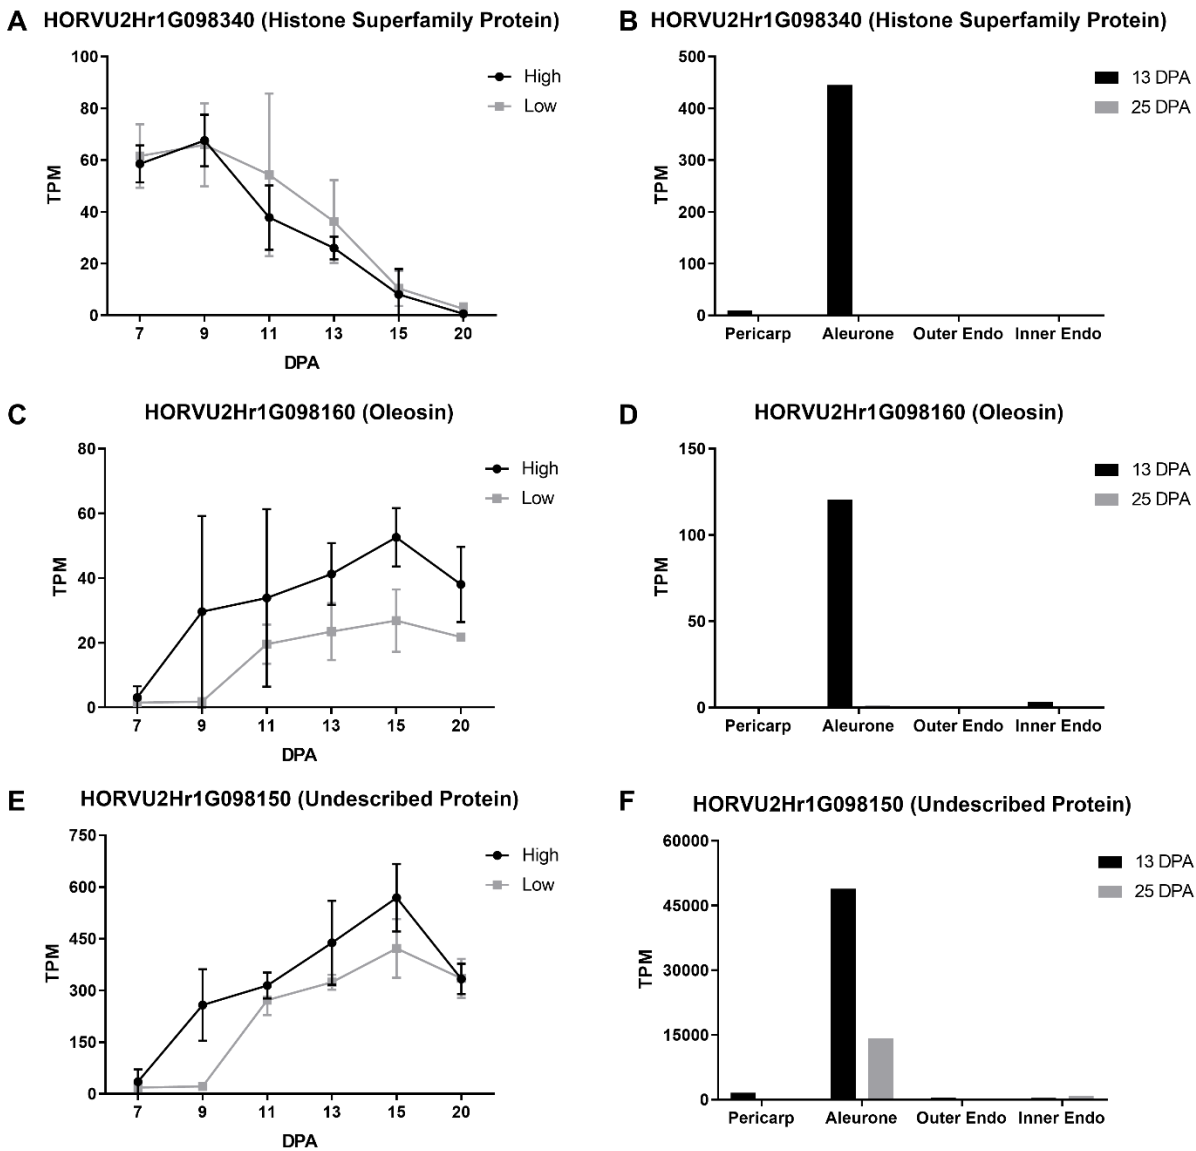 A HORVU2Hr1G098340 (Histone Superfamily Protein)
100
80
60
40
20
0
TPM
7 9 11 13 15 20
DPA
High
Low
B HORVU2Hr1G098340 (Histone Superfamily Protein)
500
400
300
200
100
0
TPM
Pericarp Aleurone Outer Endo Inner Endo
13 DPA
25 DPA
C HORVU2Hr1G098160 (Oleosin)
80
60
40
20
0
TPM
7 9 11 13 15 20
DPA
High
Low
D HORVU2Hr1G098160 (Oleosin)
150
100
50
0
TPM
Pericarp Aleurone Outer Endo Inner Endo
13 DPA
25 DPA
E HORVU2Hr1G098150 (Undescribed Protein)
750
600
450
300
150
0
TPM
7 9 11 13 15 20
DPA
High
Low
F HORVU2Hr1G098150 (Undescribed Protein)
60000
45000
30000
15000
0
TPM
Pericarp Aleurone Outer Endo Inner Endo
13 DPA
25 DPA